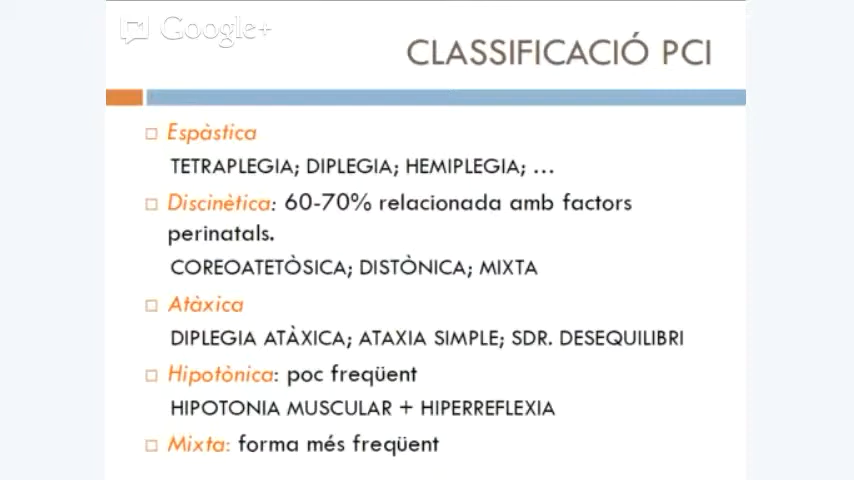 Google+
CLASSIFICACIÓ PCI
Espàstica
TETRAPLEGIA; DIPLEGIA; HEMIPLEGIA; ...
Discinètica: 60-70% relacionada amb factors
perinatals.
COREOATETÒSICA; DISTÒNICA; MIXTA
Atàxica
DIPLEGIA ATÀXICA; ATAXIA SIMPLE; SDR. DESEQUILIBRI
Hipotònica: poc freqüent
HIPOTONIA MUSCULAR + HIPERREFLEXIA
Mixta: forma més freqüent